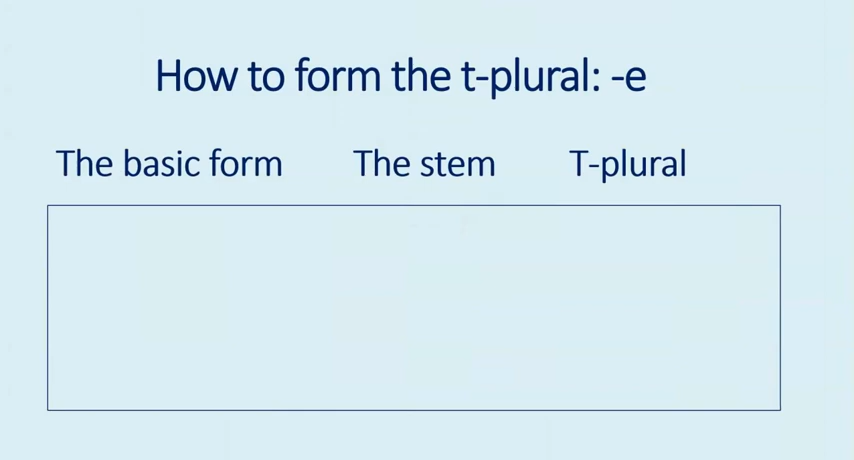 How to form the t-plural: -e
The basic form The stem T-plural